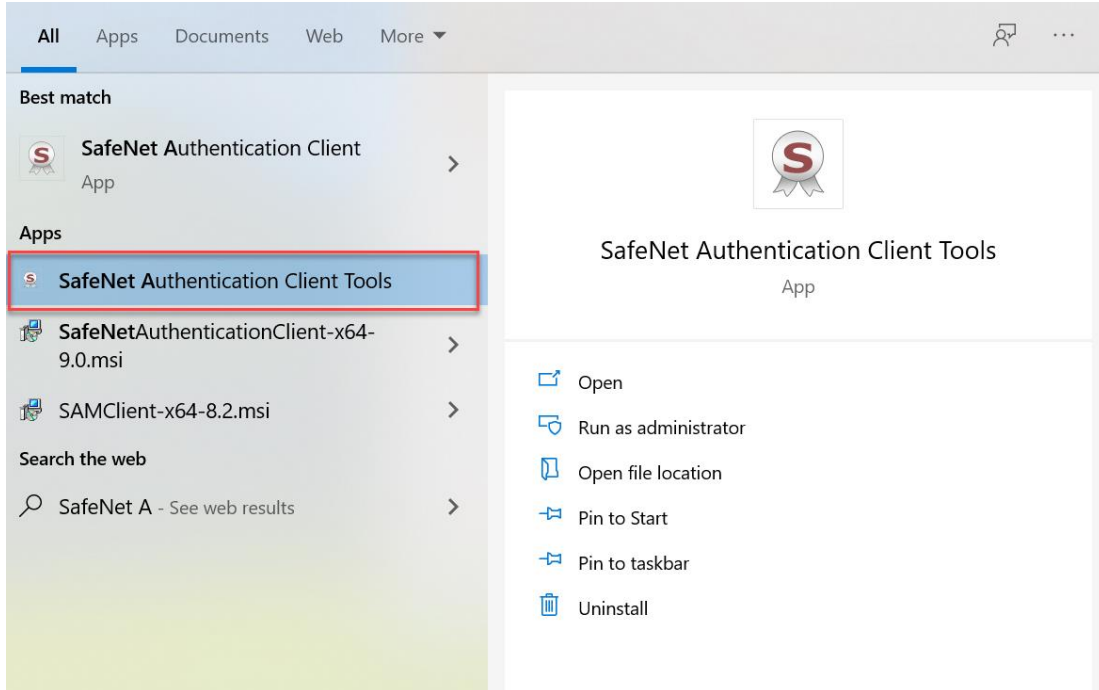 All Apps Documents Web More
Best match
SafeNet Authentication Client
App
Apps
SafeNet Authentication Client Tools
SafeNetAuthenticationClient-x64-
9.0.msi
SAMClient-x64-8.2.msi
Search the web
SafeNet A - See web results
S
SafeNet Authentication Client Tools
App
Open
Run as administrator
Open file location
Pin to Start
Pin to taskbar
Uninstall